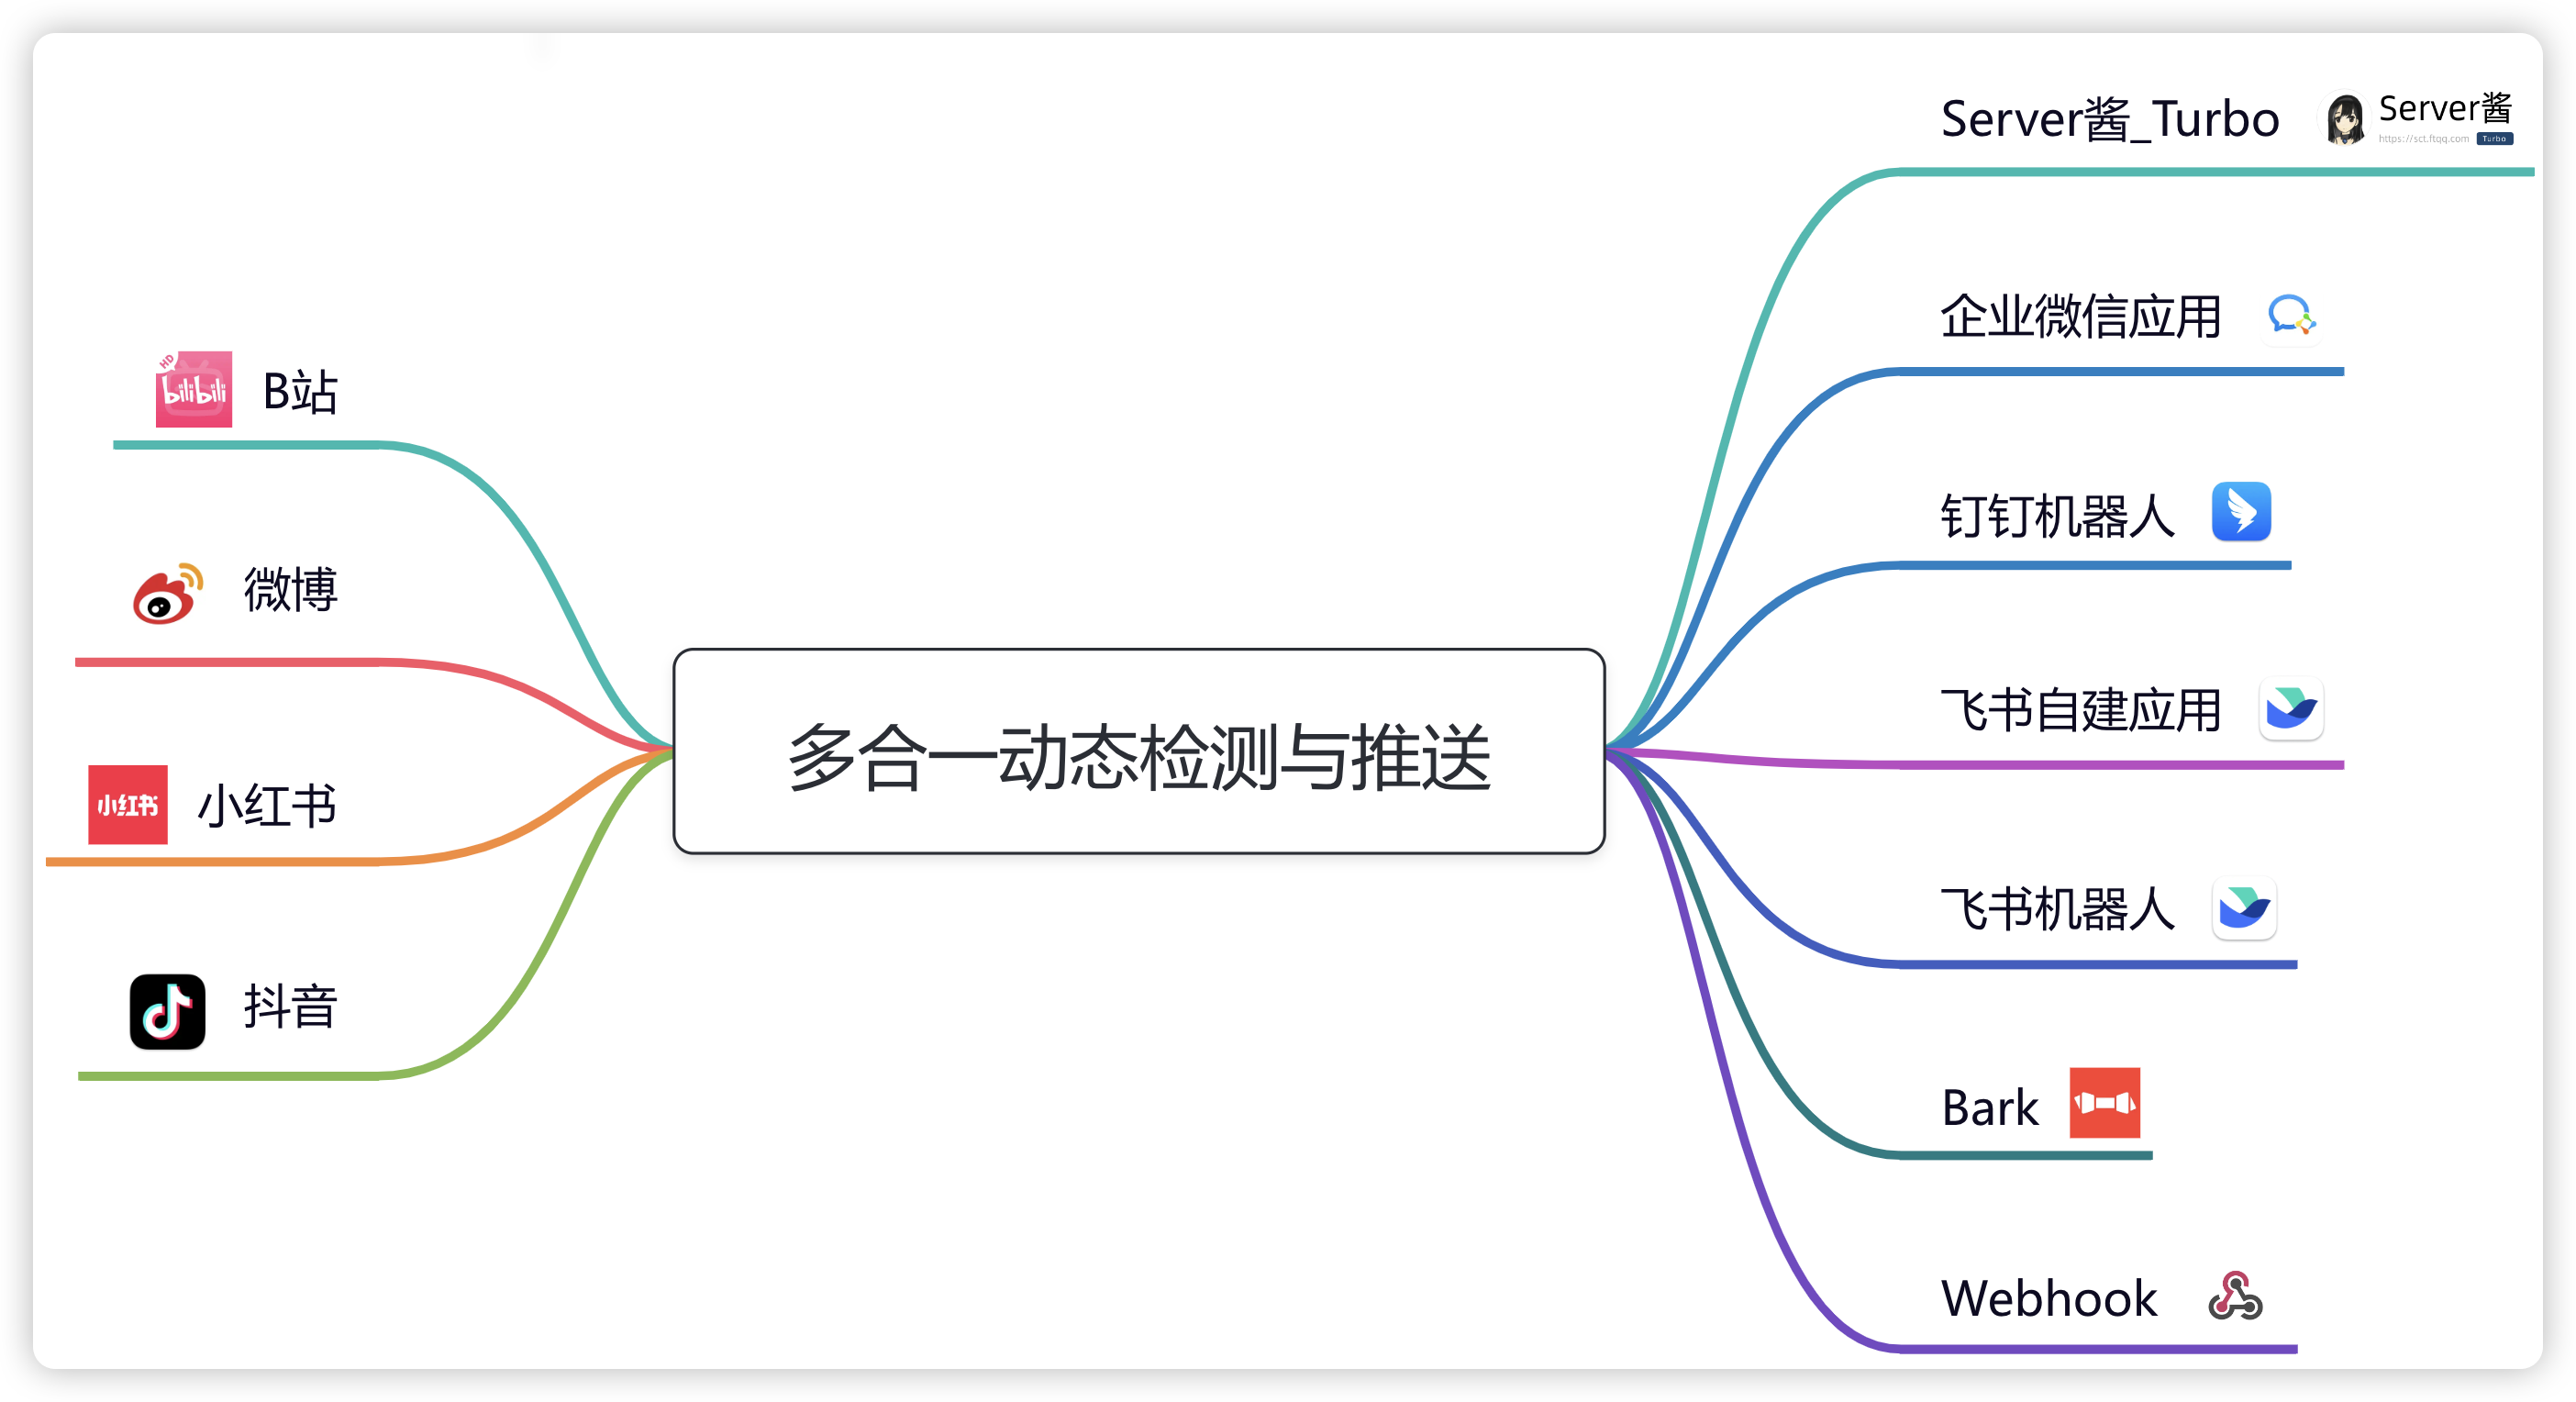 Server酱_Turbo
Server酱
https://sct.ftqq.com Turbo
企业微信应用
HD
bilibili
B站
钉钉机器人
微博
飞书自建应用
多合一动态检测与推送
小红书
小红书
飞书机器人
抖音
Bark
Webhook